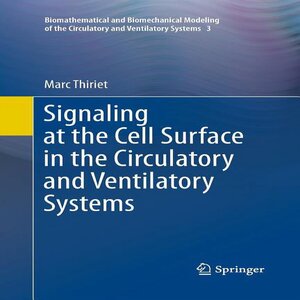 Biomathematical and Biomechanical Modeling
of the Circulatory and Ventilatory Systems 3
Marc Thiriet
Signaling
at the Cell Surface
in the Circulatory
and Ventilatory
Systems
Springer